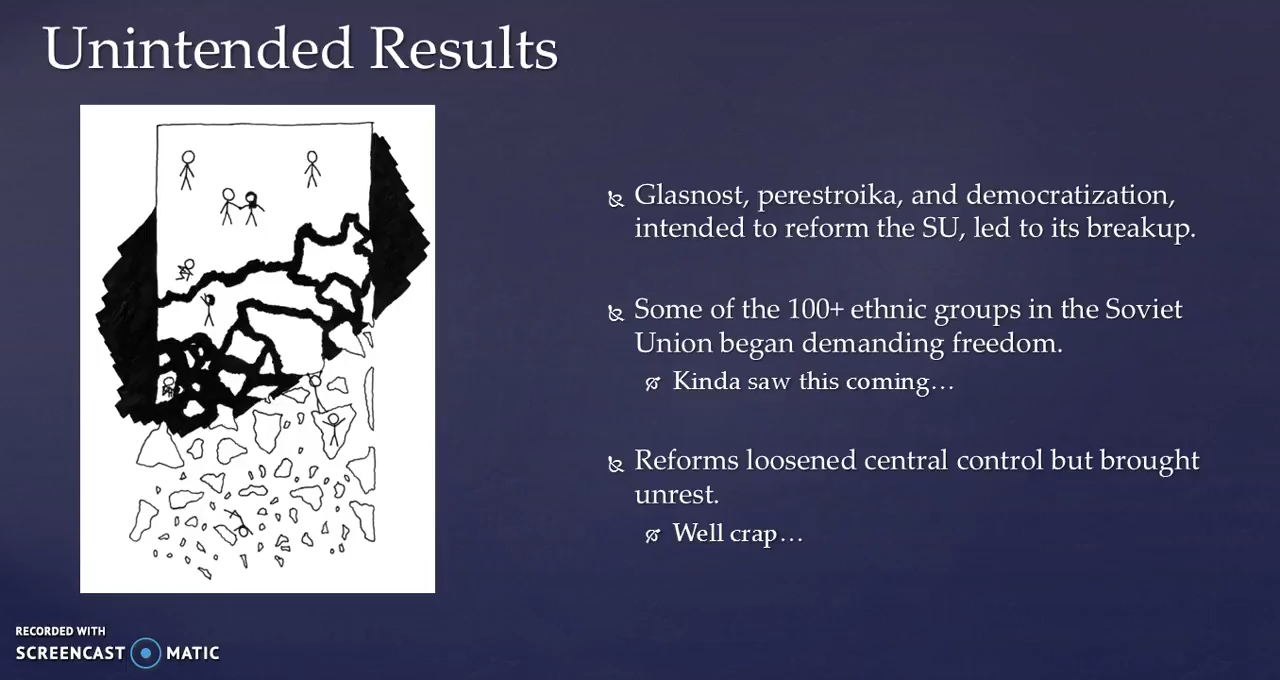 Unintended Results
Glasnost, perestroika, and democratization,
intended to reform the SU, led to its breakup.
Some of the 100+ ethnic groups in the Soviet
Union began demanding freedom.
Kinda saw this coming…
Reforms loosened central control but brought
unrest.
Well crap…
RECORDED WITH
SCREENCAST MATIC